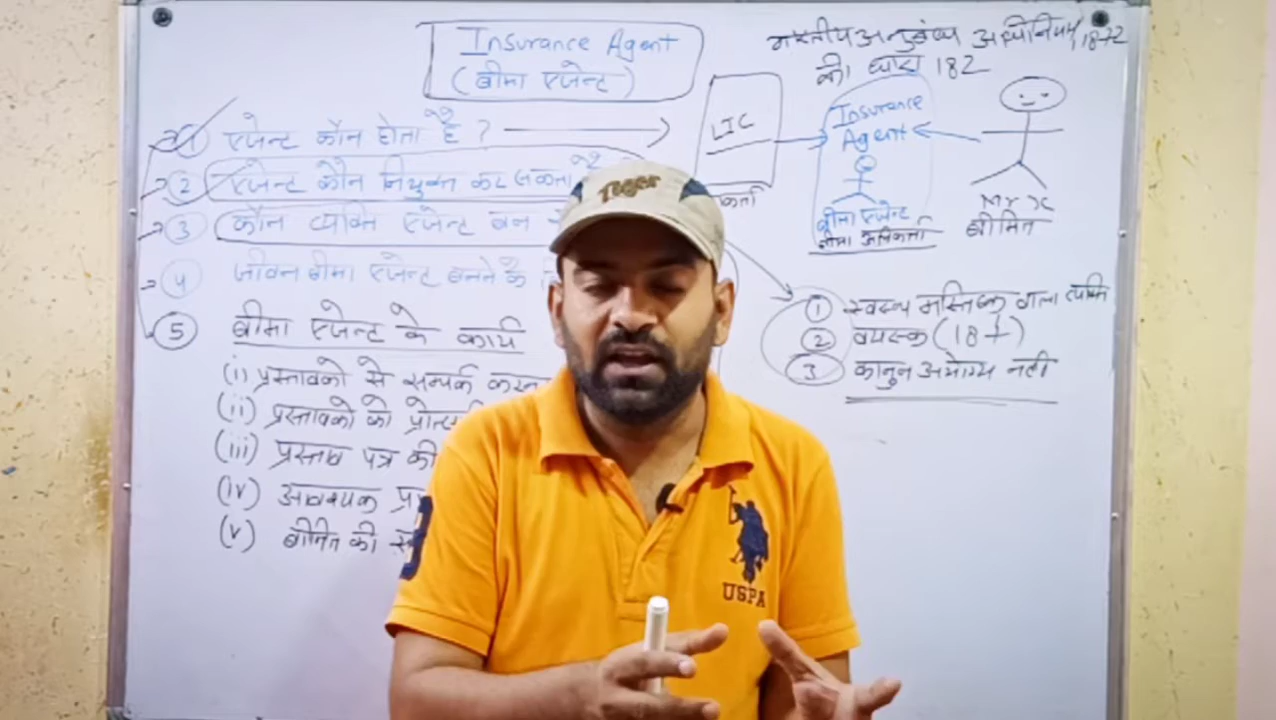 Insurance Agent
(बीमा एजेन्ट)
भारतीय अनुबंध अधिनियम, 1872
की धारा 182
① एजेन्ट कौन होता है ?
② एजेन्ट कौन नियुक्त कर सकता है
③ कौन व्यक्ति एजेन्ट बन
④ जीवन बीमा एजेन्ट बनने के
⑤ बीमा एजेन्ट के कार्य
(i) प्रस्तावको से सम्पर्क करना
(ii) प्रस्तावको को
(iii) प्रस्ताव पत्र की
(iv) आवश्यक
(v) बीमित की
LIC
Insurance
Agent
बीमा एजेन्ट
बीमा अभिकर्ता
Mr X
बीमित
① स्वस्थ मस्तिष्क वाला व्यक्ति
② वयस्क (18+)
③ कानुन अयोग्य नही
Tiger
USPA